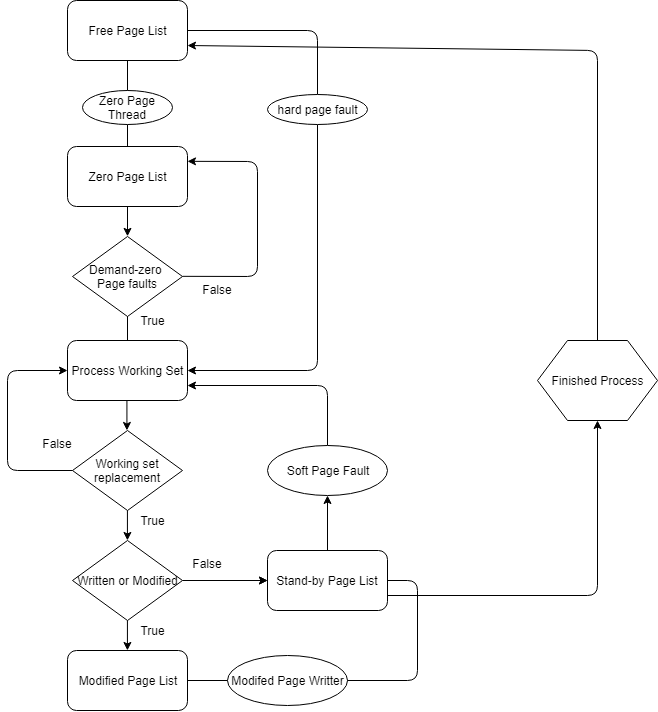 Free Page List
Zero Page
Thread
hard page fault
Zero Page List
Demand-zero
Page faults
False
True
Process Working Set
Finished Process
False
Working set
replacement
Soft Page Fault
True
False
Written or Modified
Stand-by Page List
True
Modified Page List
Modifed Page Writter